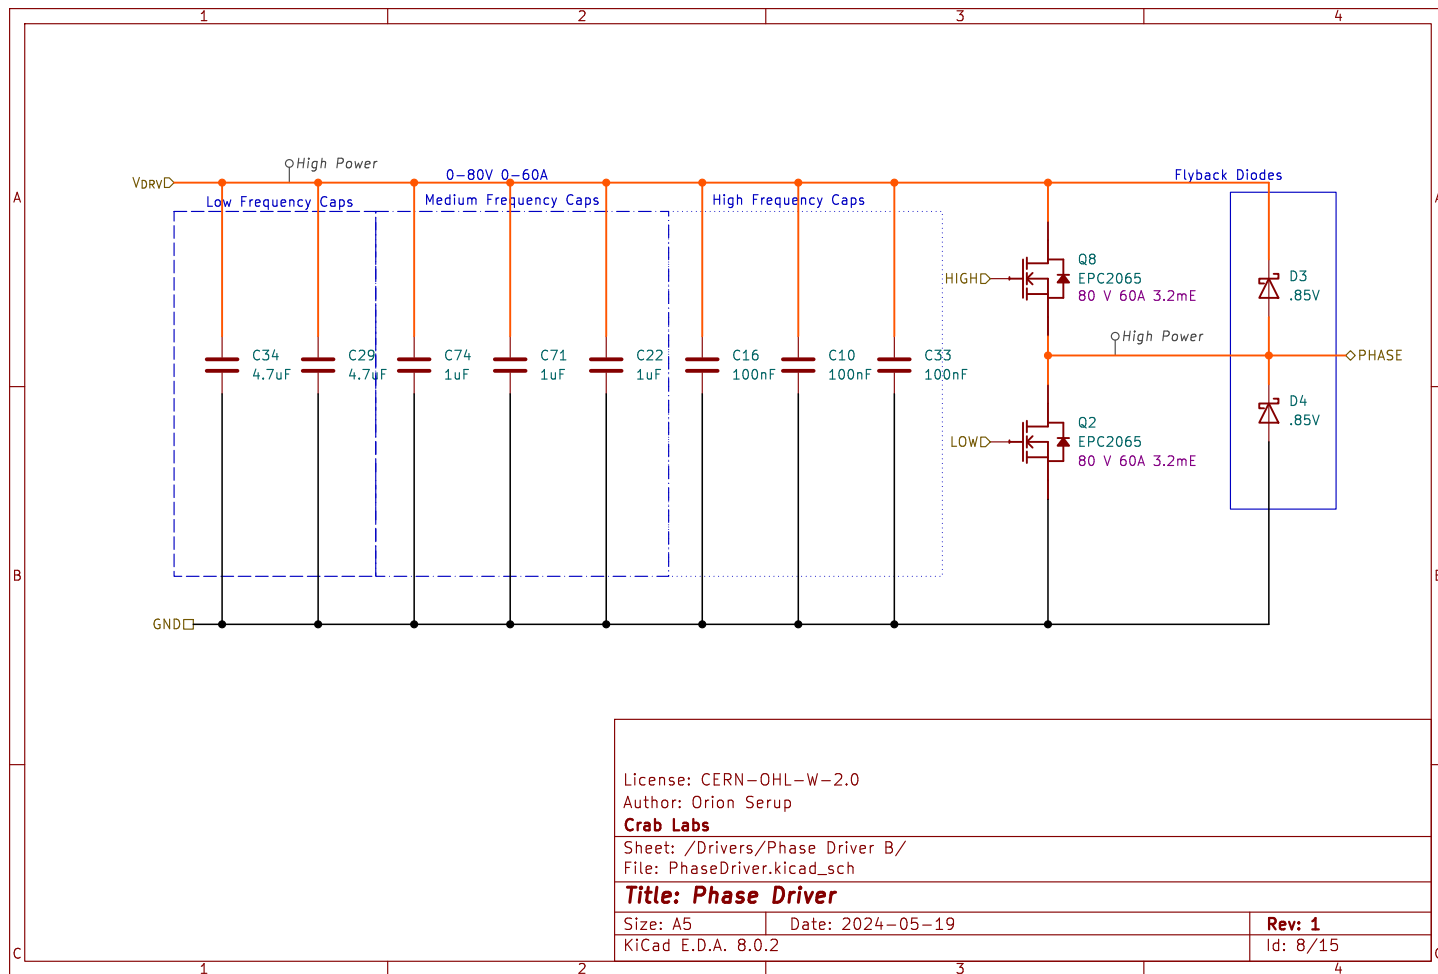 1 2 3 4
High Power
VDRV
0-80V 0-60A
Flyback Diodes
A
A
Low Frequency Caps
Medium Frequency Caps
High Frequency Caps
HIGH
Q8
EPC2065
80 V 60A 3.2mE
D3
.85V
High Power
PHASE
C34
4.7uF
C29
4.7uF
C74
1uF
C71
1uF
C22
1uF
C16
100nF
C10
100nF
C33
100nF
LOW
Q2
EPC2065
80 V 60A 3.2mE
D4
.85V
B
GND
License: CERN-OHL-W-2.0
Author: Orion Serup
Crab Labs
Sheet: /Drivers/Phase Driver B/
File: PhaseDriver.kicad_sch
Title: Phase Driver
Size: A5
Date: 2024-05-19
Rev: 1
KiCad E.D.A. 8.0.2
Id: 8/15
C
1 2 3 4